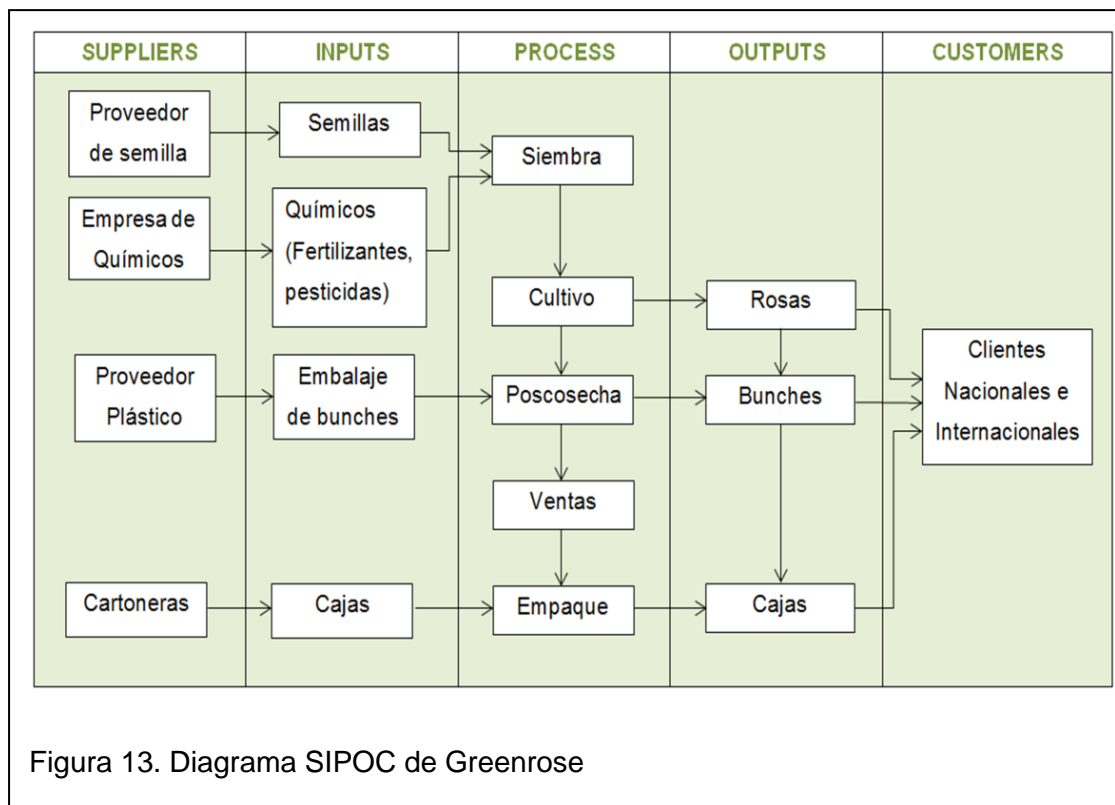 SUPPLIERS
INPUTS
PROCESS
OUTPUTS
CUSTOMERS
Proveedor
de semilla
Semillas
Siembra
Empresa de
Químicos
Químicos
(Fertilizantes,
pesticidas)
Cultivo
Rosas
Clientes
Nacionales e
Internacionales
Proveedor
Plástico
Embalaje
de bunches
Poscosecha
Bunches
Ventas
Cartoneras
Cajas
Empaque
Cajas
Figura 13. Diagrama SIPOC de Greenrose